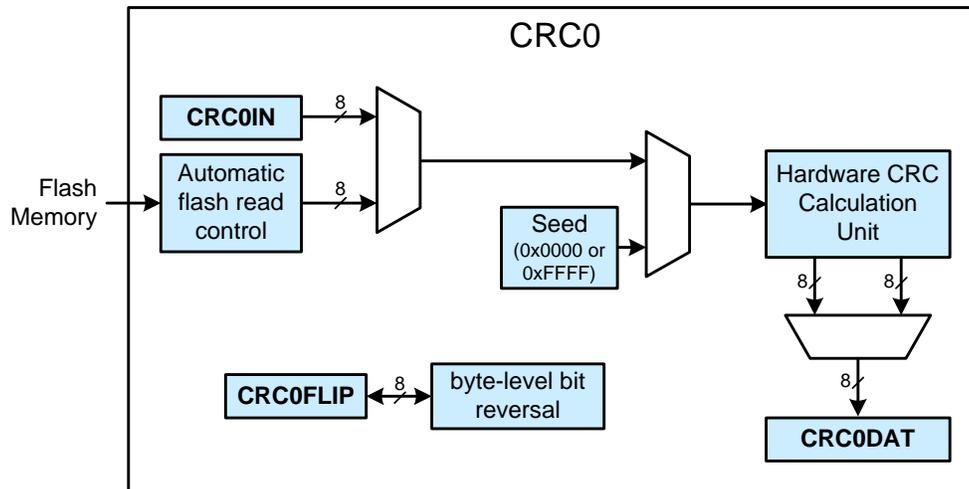 CRC0
CRC0IN
8
Flash
Memory
Automatic
flash read
control
8
Seed
(0x0000 or
0xFFFF)
Hardware CRC
Calculation
Unit
8
8
8
CRC0DAT
CRC0FLIP
8
byte-level bit
reversal